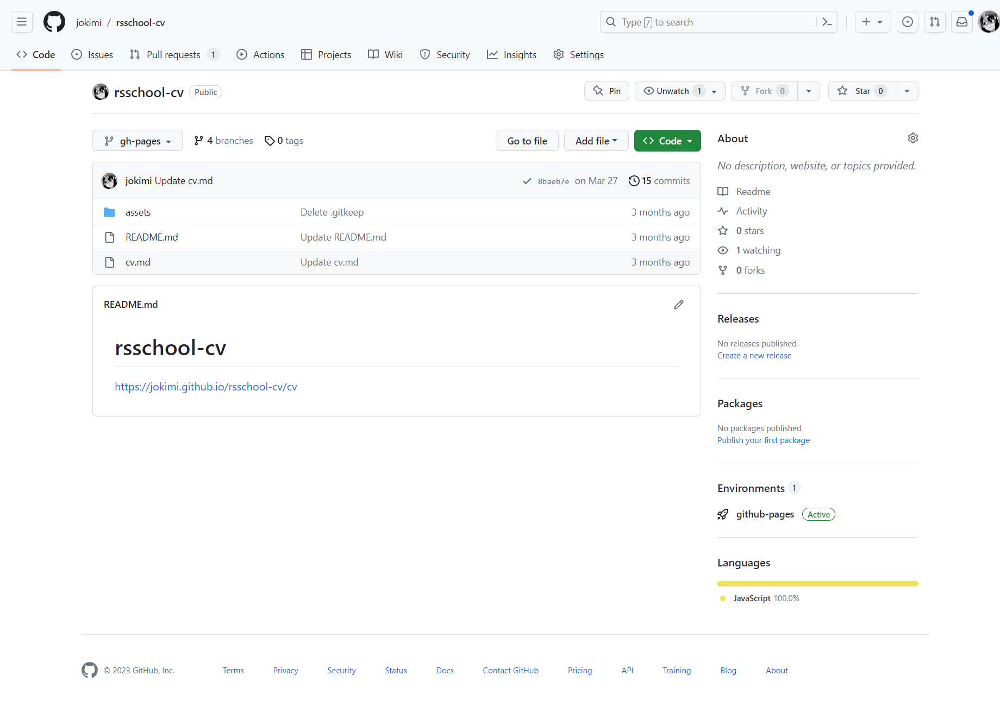 jokimi / rsschool-cv
Type / to search
Code Issues Pull requests 1 Actions Projects Wiki Security Insights Settings
rsschool-cv Public
Pin Unwatch 1 Fork 0 Star 0
gh-pages 4 branches 0 tags Go to file Add file Code
jokimi Update cv.md 8baeb7e on Mar 27 15 commits
assets Delete .gitkeep 3 months ago
README.md Update README.md 3 months ago
cv.md Update cv.md 3 months ago
README.md
rsschool-cv
https://jokimi.github.io/rsschool-cv/cv
About
No description, website, or topics provided.
Readme
Activity
0 stars
1 watching
0 forks
Releases
No releases published
Create a new release
Packages
No packages published
Publish your first package
Environments 1
github-pages Active
Languages
JavaScript 100.0%
© 2023 GitHub, Inc. Terms Privacy Security Status Docs Contact GitHub Pricing API Training Blog About